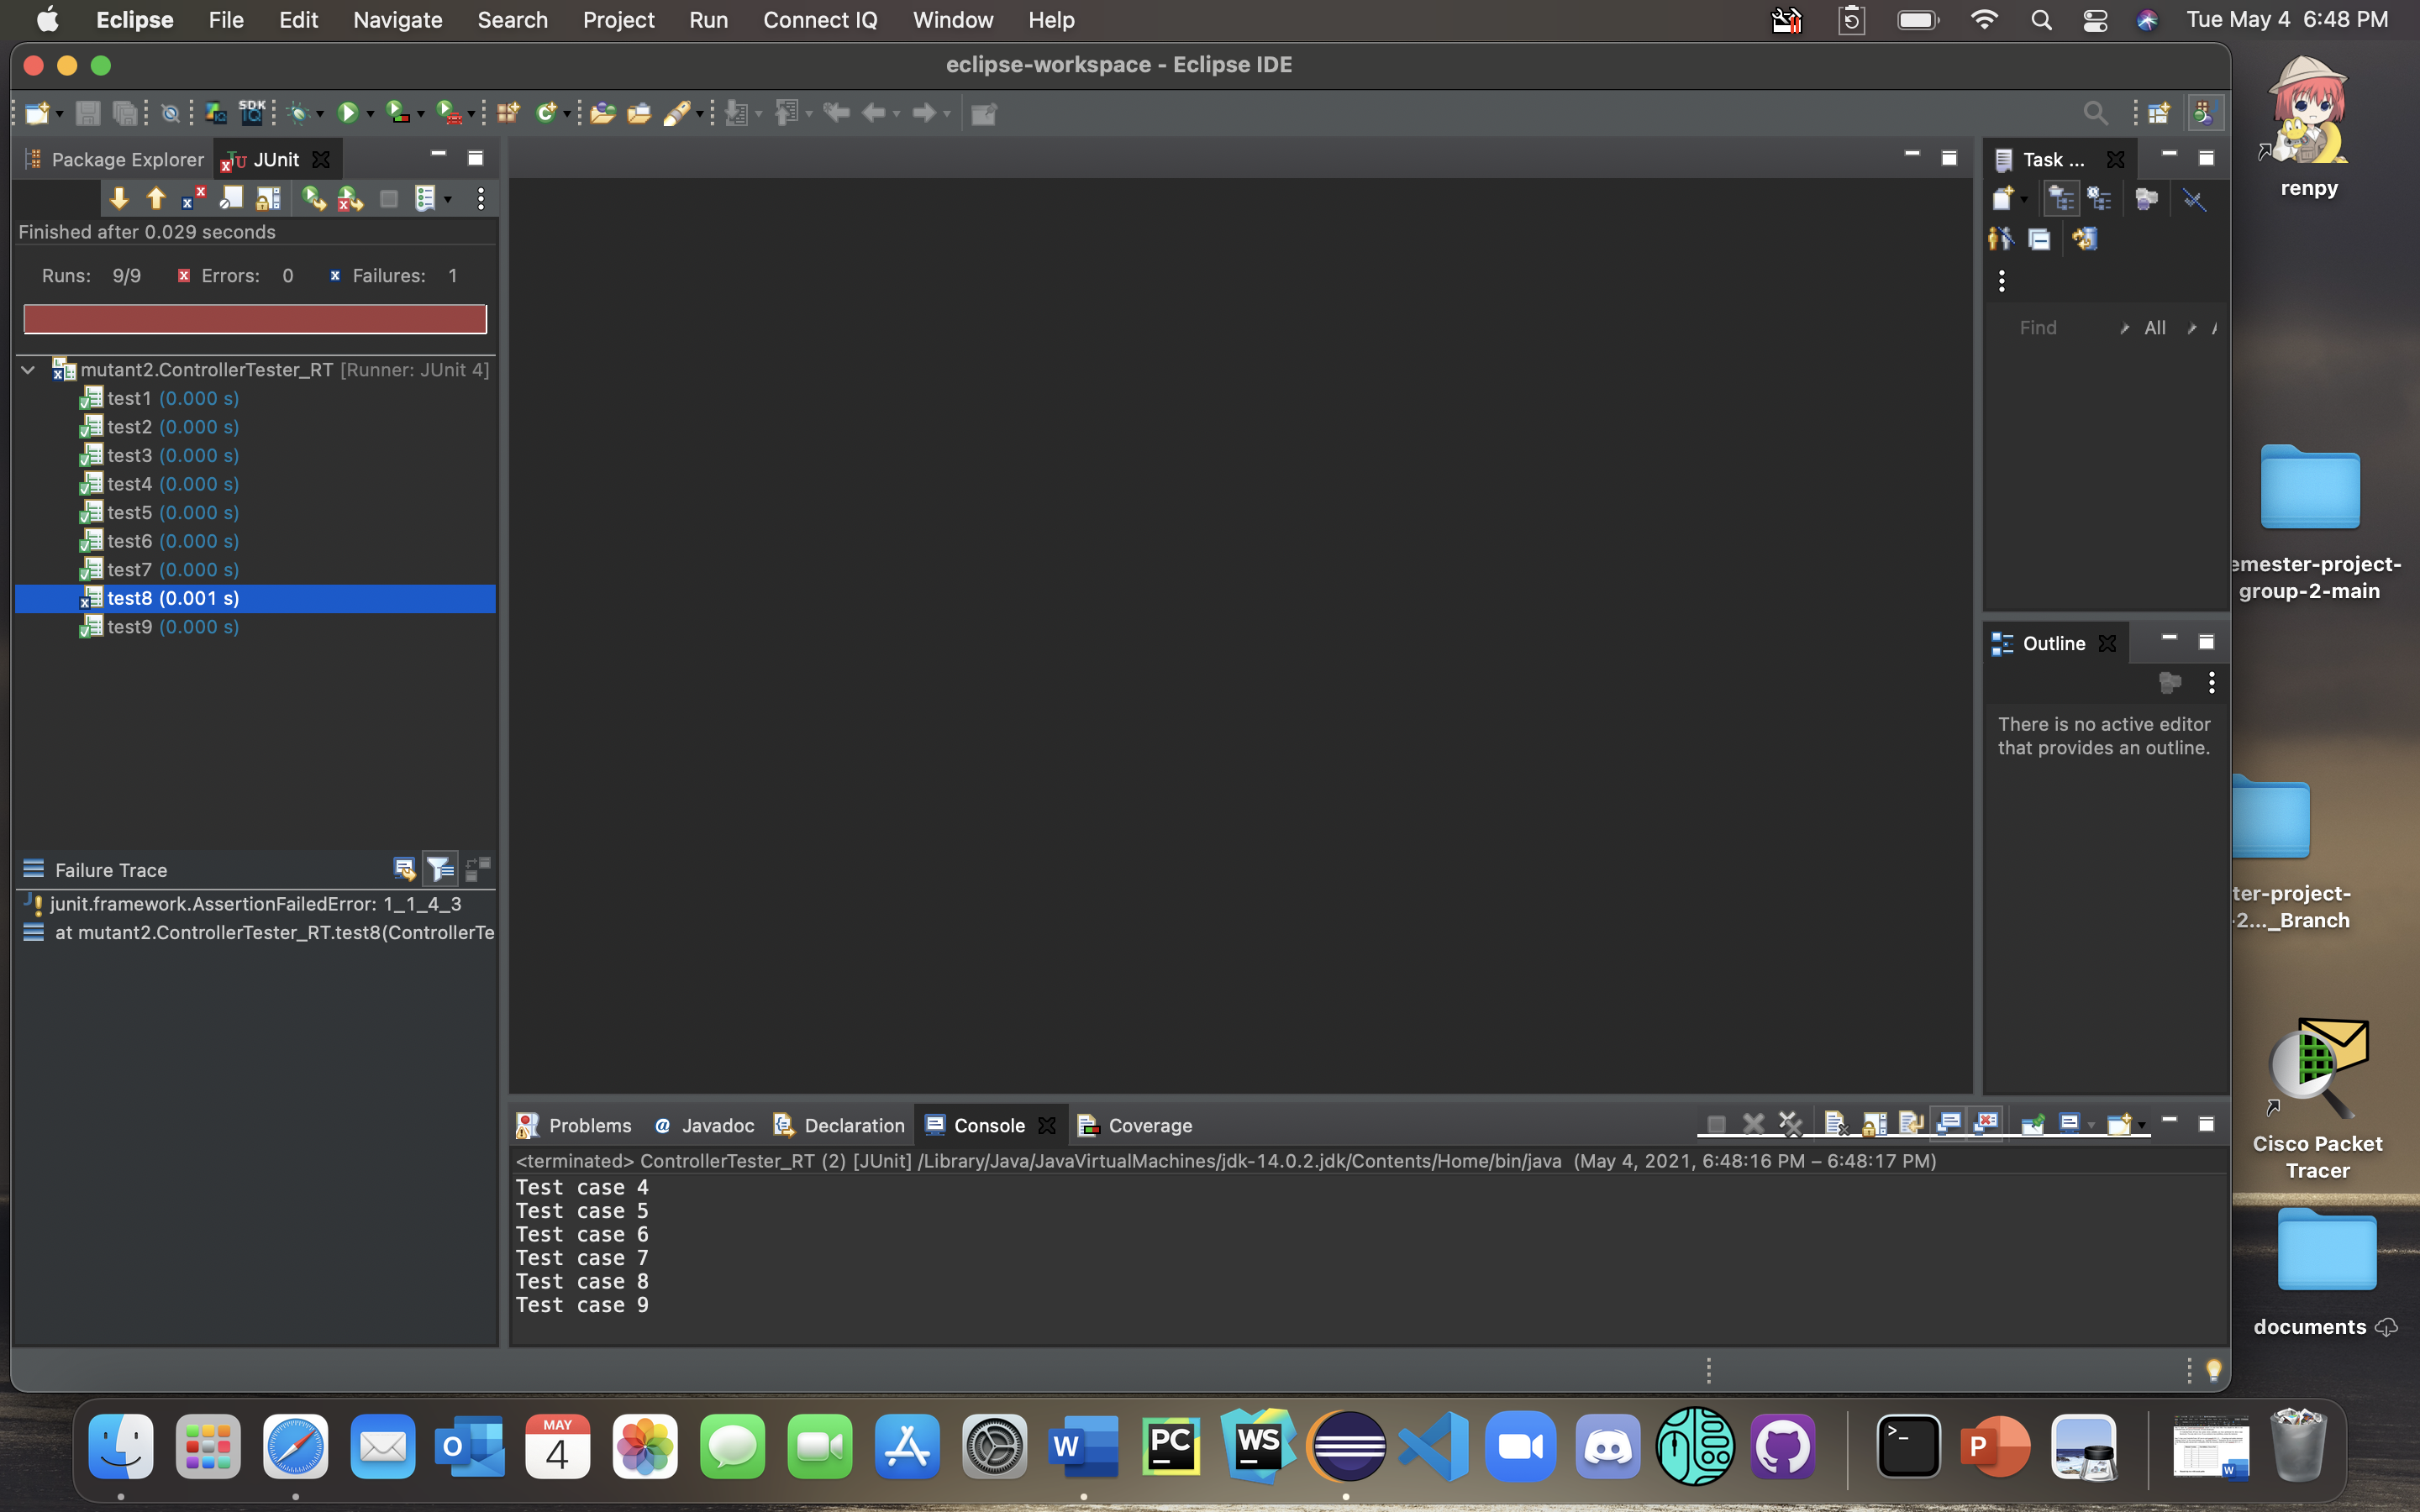 Eclipse File Edit Navigate Search Project Run Connect IQ Window Help Tue May 4 6:48 PM
eclipse-workspace - Eclipse IDE
SDK
IQ
Package Explorer JUnit
Finished after 0.029 seconds
Runs: 9/9 Errors: 0 Failures: 1
mutant2.ControllerTester_RT [Runner: JUnit 4]
test1 (0.000 s)
test2 (0.000 s)
test3 (0.000 s)
test4 (0.000 s)
test5 (0.000 s)
test6 (0.000 s)
test7 (0.000 s)
test8 (0.001 s)
test9 (0.000 s)
Failure Trace
junit.framework.AssertionFailedError: 1_1_4_3
at mutant2.ControllerTester_RT.test8(ControllerTe
Task ...
Find All
Outline
There is no active editor
that provides an outline.
Problems Javadoc Declaration Console Coverage
<terminated> ControllerTester_RT (2) [JUnit] /Library/Java/JavaVirtualMachines/jdk-14.0.2.jdk/Contents/Home/bin/java (May 4, 2021, 6:48:16 PM – 6:48:17 PM)
Test case 4
Test case 5
Test case 6
Test case 7
Test case 8
Test case 9
renpy
emester-project-
group-2-main
ter-project-
-2..._Branch
Cisco Packet
Tracer
documents
MAY
4
W
PC
WS
P